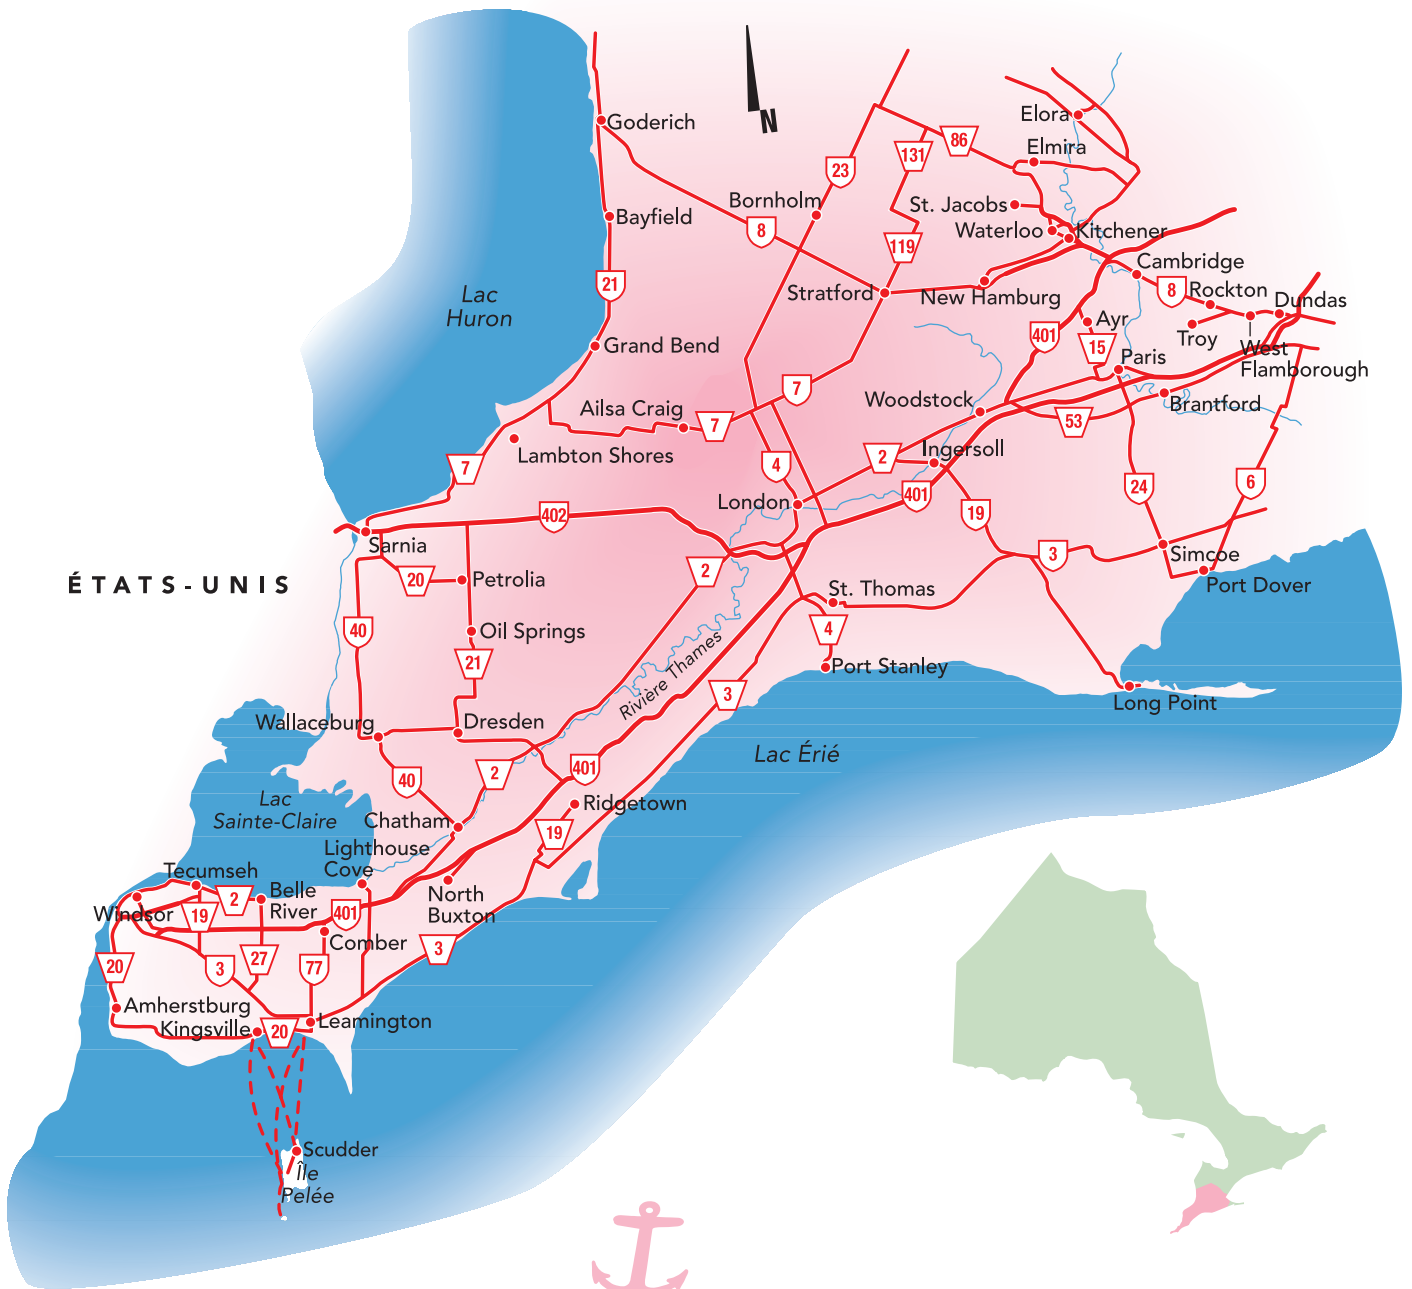 Elora
Goderich
N
86
Elmira
131
23
Bornholm
St. Jacobs
Bayfield
8
Waterloo
Kitchener
119
Cambridge
21
Lac
Huron
Stratford
New Hamburg
8
Rockton
Dundas
Ayr
401
Troy
West
Flamborough
Grand Bend
15
Paris
7
Woodstock
Brantford
Ailsa Craig
7
53
Lambton Shores
7
4
2
Ingersoll
London
401
24
6
402
19
Sarnia
3
Simcoe
ÉTATS-UNIS
20
Petrolia
2
Port Dover
St. Thomas
40
Oil Springs
4
21
Rivière Thames
Port Stanley
3
Long Point
Wallaceburg
Dresden
Lac Érié
401
40
2
Lac
Sainte-Claire
Ridgetown
Chatham
19
Lighthouse
Cove
Tecumseh
Belle
River
2
North
Buxton
Windsor
19
401
Comber
3
27
77
3
20
Amherstburg
Kingsville
20
Leamington
Scudder
Île
Pelée